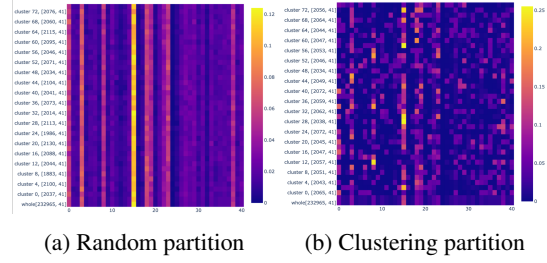 cluster 72, [2076, 41]
cluster 68, [2060, 41]
cluster 64, [2115, 41]
cluster 60, [2095, 41]
cluster 56, [2046, 41]
cluster 52, [2071, 41]
cluster 48, [2034, 41]
cluster 44, [2104, 41]
cluster 40, [2041, 41]
cluster 36, [2073, 41]
cluster 32, [2014, 41]
cluster 28, [2113, 41]
cluster 24, [1986, 41]
cluster 20, [2130, 41]
cluster 16, [2088, 41]
cluster 12, [2044, 41]
cluster 8, [1883, 41]
cluster 4, [2100, 41]
cluster 0, [2037, 41]
whole[232965, 41]
0 10 20 30 40
0.12
0.1
0.08
0.06
0.04
0.02
0
(a) Random partition
cluster 72, [2056, 41]
cluster 68, [2064, 41]
cluster 64, [2044, 41]
cluster 60, [2047, 41]
cluster 56, [2053, 41]
cluster 52, [2046, 41]
cluster 48, [2034, 41]
cluster 44, [2049, 41]
cluster 40, [2072, 41]
cluster 36, [2059, 41]
cluster 32, [2062, 41]
cluster 28, [2038, 41]
cluster 24, [2072, 41]
cluster 20, [2045, 41]
cluster 16, [2047, 41]
cluster 12, [2057, 41]
cluster 8, [2051, 41]
cluster 4, [2043, 41]
cluster 0, [2065, 41]
whole[232965, 41]
0 10 20 30 40
0.25
0.2
0.15
0.1
0.05
0
(b) Clustering partition